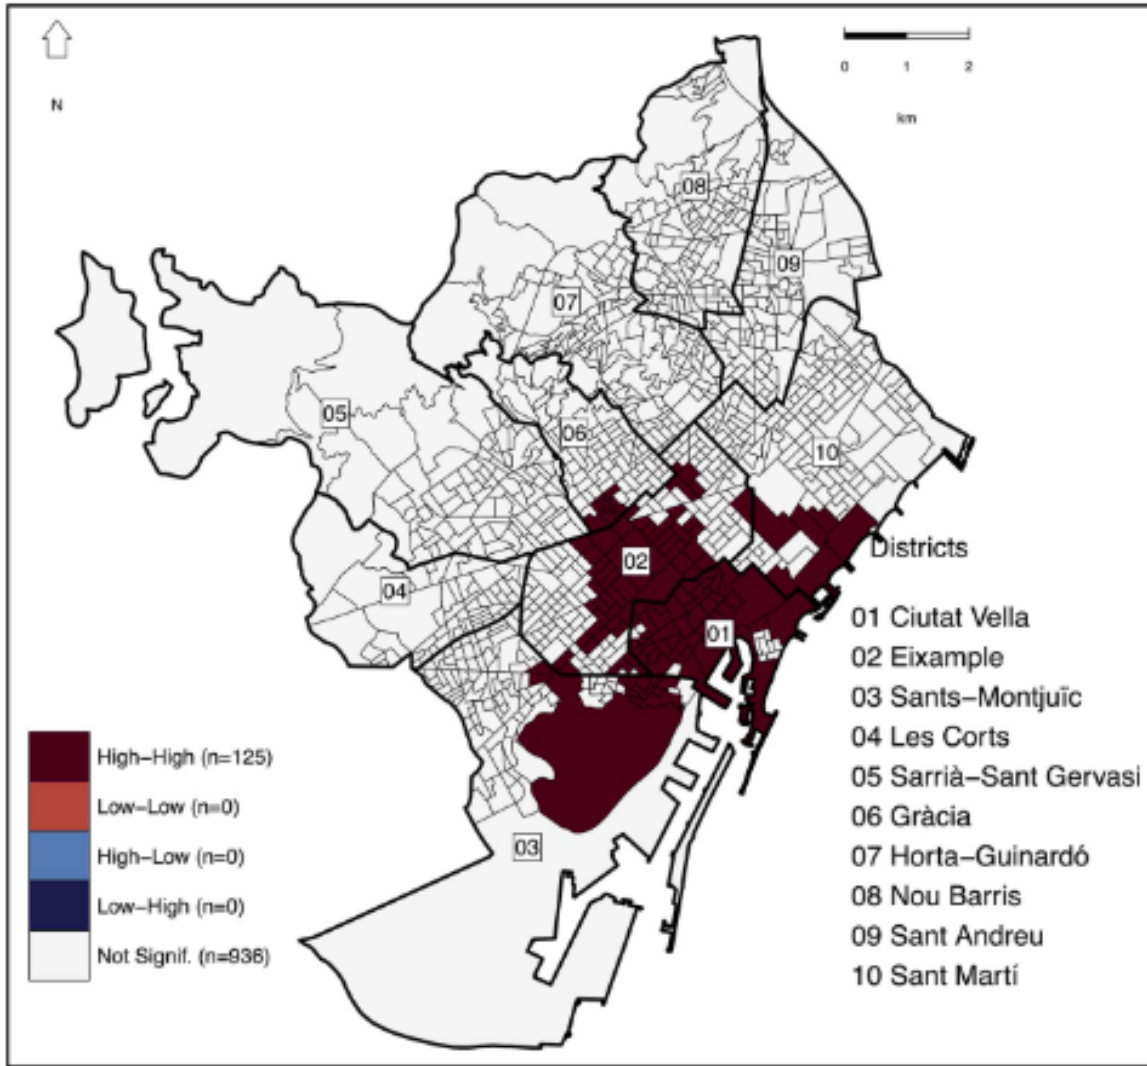 N
0 1 2
km
08
09
07
05
06
10
02
04
01
03
Districts
01 Ciutat Vella
02 Eixample
03 Sants–Montjuïc
04 Les Corts
05 Sarrià–Sant Gervasi
06 Gràcia
07 Horta–Guinardó
08 Nou Barris
09 Sant Andreu
10 Sant Martí
High–High (n=125)
Low–Low (n=0)
High–Low (n=0)
Low–High (n=0)
Not Signif. (n=936)